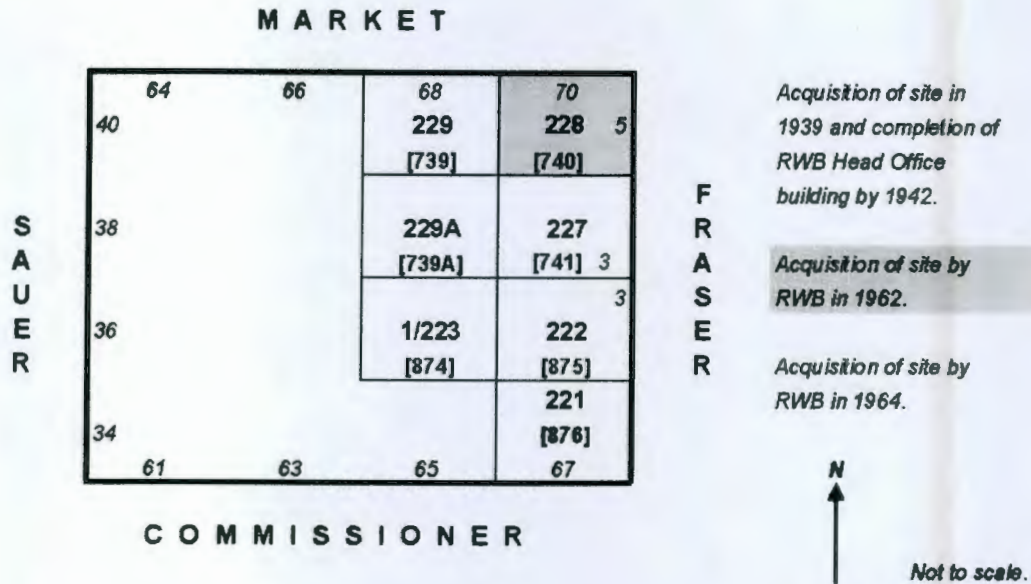 MARKET
64 66 68 70
40 229 228 5
[739] [740]
38 229A 227
[739A] [741] 3
3
36 1/223 222
[874] [875]
221
34 [876]
61 63 65 67
COMMISSIONER
SAUER
FRASER
Acquisition of site in
1939 and completion of
RWB Head Office
building by 1942.
Acquisition of site by
RWB in 1962.
Acquisition of site by
RWB in 1964.
N
Not to scale.